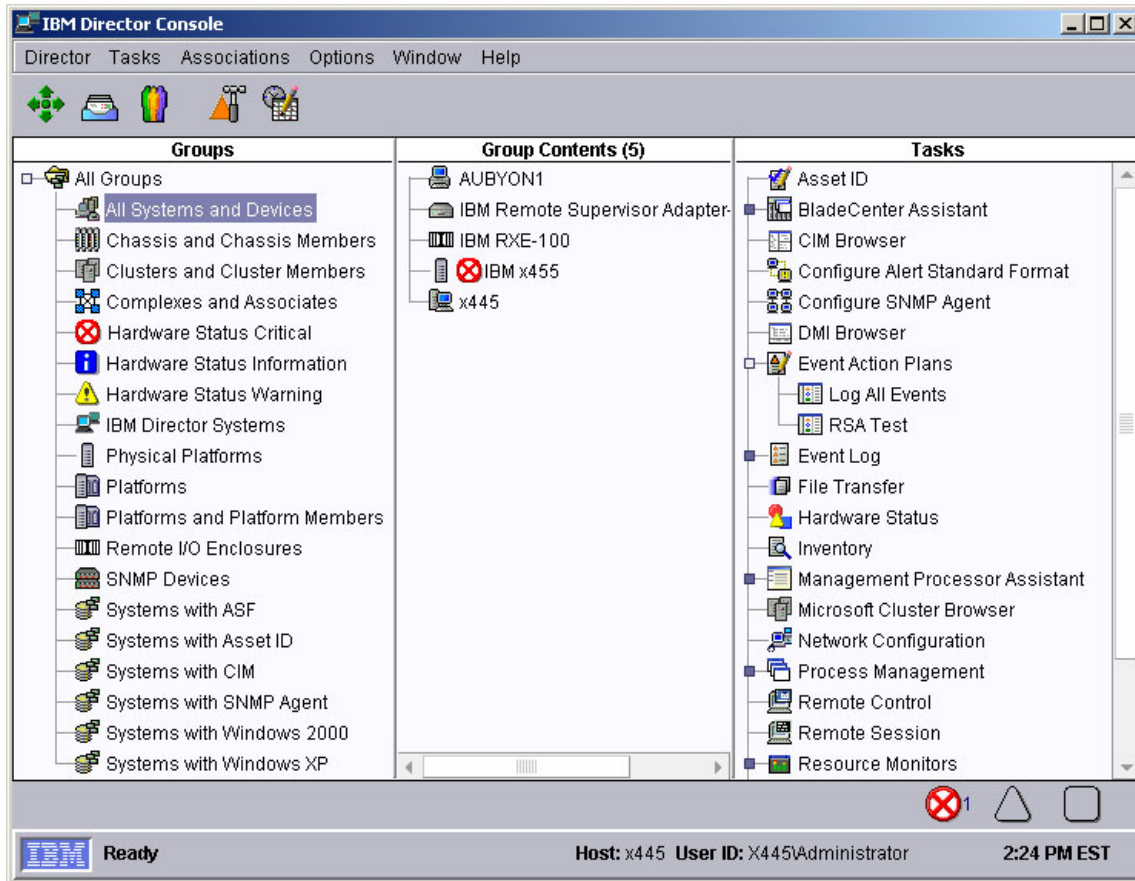 IBM Director Console
Director Tasks Associations Options Window Help
Groups
All Groups
All Systems and Devices
Chassis and Chassis Members
Clusters and Cluster Members
Complexes and Associates
Hardware Status Critical
Hardware Status Information
Hardware Status Warning
IBM Director Systems
Physical Platforms
Platforms
Platforms and Platform Members
Remote I/O Enclosures
SNMP Devices
Systems with ASF
Systems with Asset ID
Systems with CIM
Systems with SNMP Agent
Systems with Windows 2000
Systems with Windows XP
Group Contents (5)
AUBYON1
IBM Remote Supervisor Adapter-
IBM RXE-100
IBM x455
x445
Tasks
Asset ID
BladeCenter Assistant
CIM Browser
Configure Alert Standard Format
Configure SNMP Agent
DMI Browser
Event Action Plans
Log All Events
RSA Test
Event Log
File Transfer
Hardware Status
Inventory
Management Processor Assistant
Microsoft Cluster Browser
Network Configuration
Process Management
Remote Control
Remote Session
Resource Monitors
1
IBM Ready Host: x445 User ID: X445\Administrator 2:24 PM EST